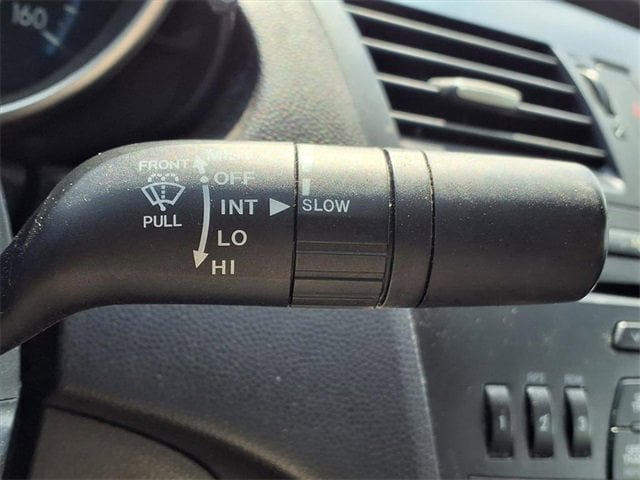 160
FRONT
OFF
INT SLOW
PULL
LO
HI
1 2 3